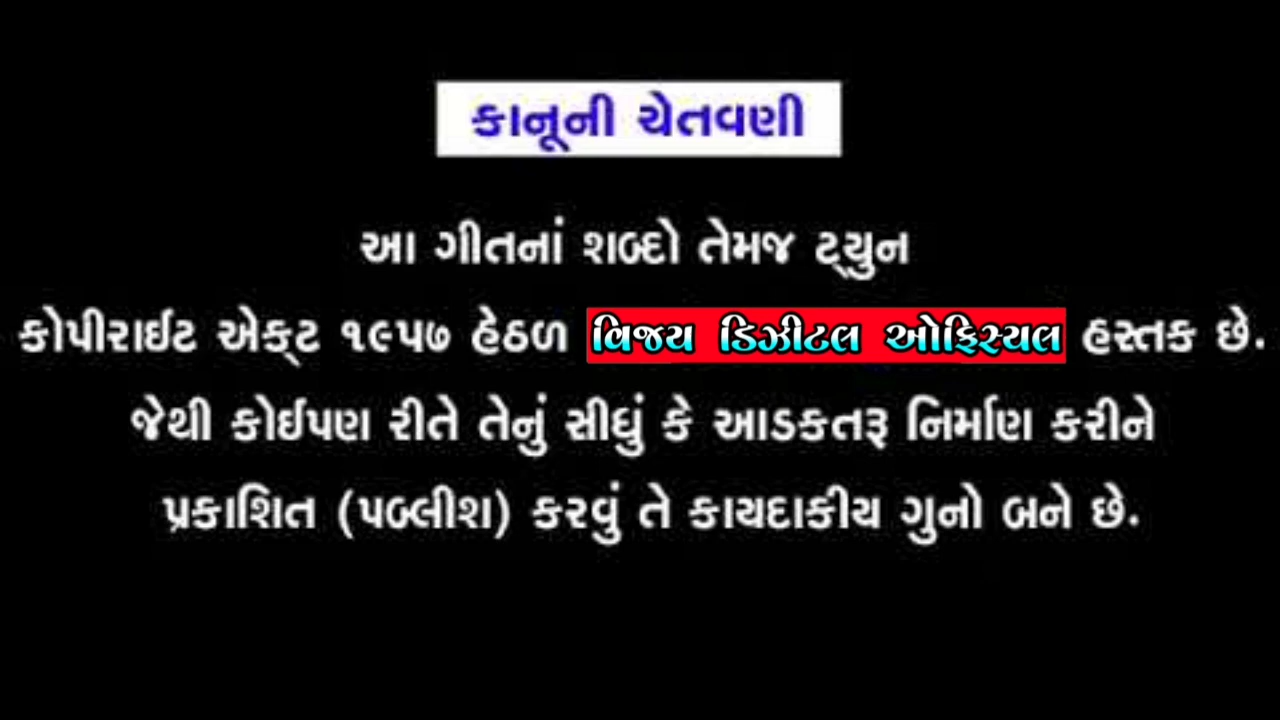 કાનૂની ચેતવણી
આ ગીતનાં શબ્દો તેમજ ટ્યુન
કોપીરાઈટ એક્ટ ૧૯૫૭ હેઠળ વિજય ડિઝીટલ ઓફિસ્યલ હસ્તક છે.
જેથી કોઈપણ રીતે તેનું સીધું કે આડકતરૂ નિર્માણ કરીને
પ્રકાશિત (પબ્લીશ) કરવું તે કાયદાકીય ગુનો બને છે.